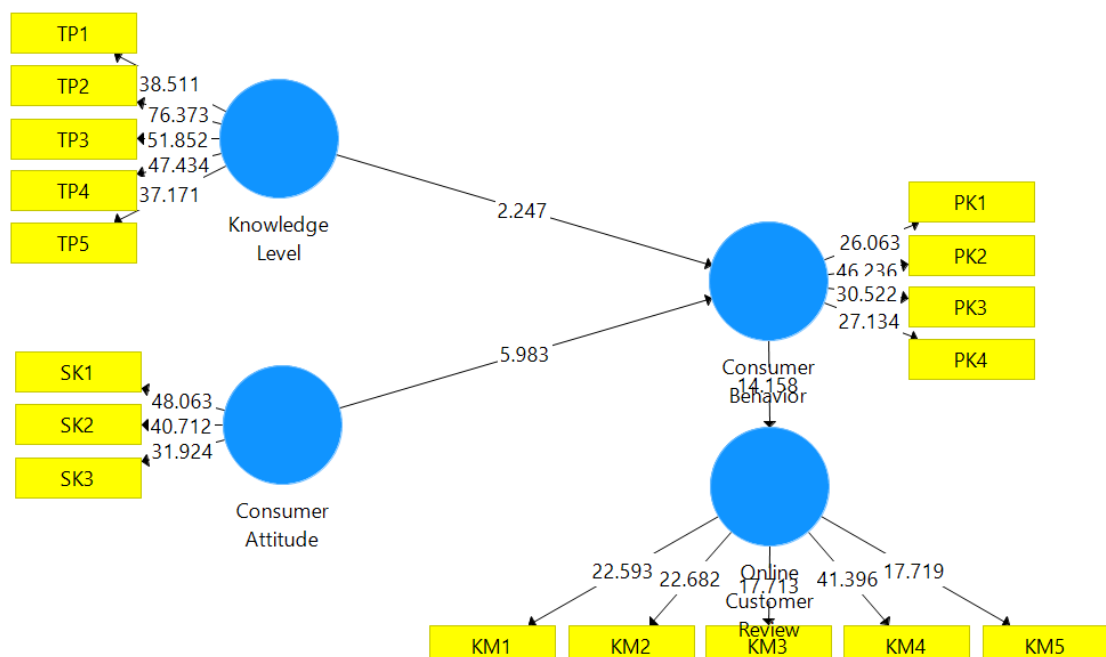 TP1
TP2
TP3
TP4
TP5
38.511
76.373
51.852
47.434
37.171
Knowledge
Level
2.247
SK1
SK2
SK3
48.063
40.712
31.924
Consumer
Attitude
5.983
PK1
PK2
PK3
PK4
26.063
46.236
30.522
27.134
Consumer
Behavior
14.158
22.593
22.682
17.713
41.396
17.719
Online
Customer
Review
KM1
KM2
KM3
KM4
KM5